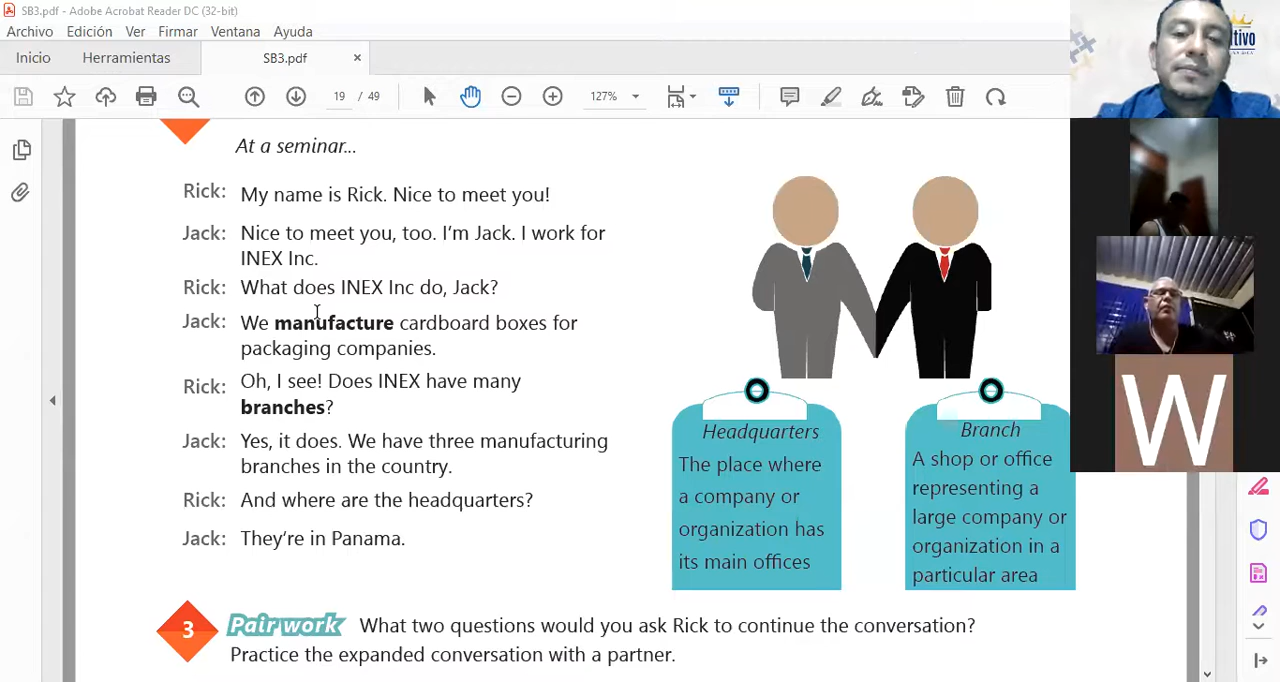 SB3.pdf - Adobe Acrobat Reader DC (32-bit)
Archivo Edición Ver Firmar Ventana Ayuda
Inicio Herramientas SB3.pdf ×
19 / 49 127%
At a seminar...
Rick: My name is Rick. Nice to meet you!
Jack: Nice to meet you, too. I'm Jack. I work for
INEX Inc.
Rick: What does INEX Inc do, Jack?
Jack: We manufacture cardboard boxes for
packaging companies.
Rick: Oh, I see! Does INEX have many
branches?
Jack: Yes, it does. We have three manufacturing
branches in the country.
Rick: And where are the headquarters?
Jack: They're in Panama.
Headquarters
The place where
a company or
organization has
its main offices
Branch
A shop or office
representing a
large company or
organization in a
particular area
3 Pair work What two questions would you ask Rick to continue the conversation?
Practice the expanded conversation with a partner.
W